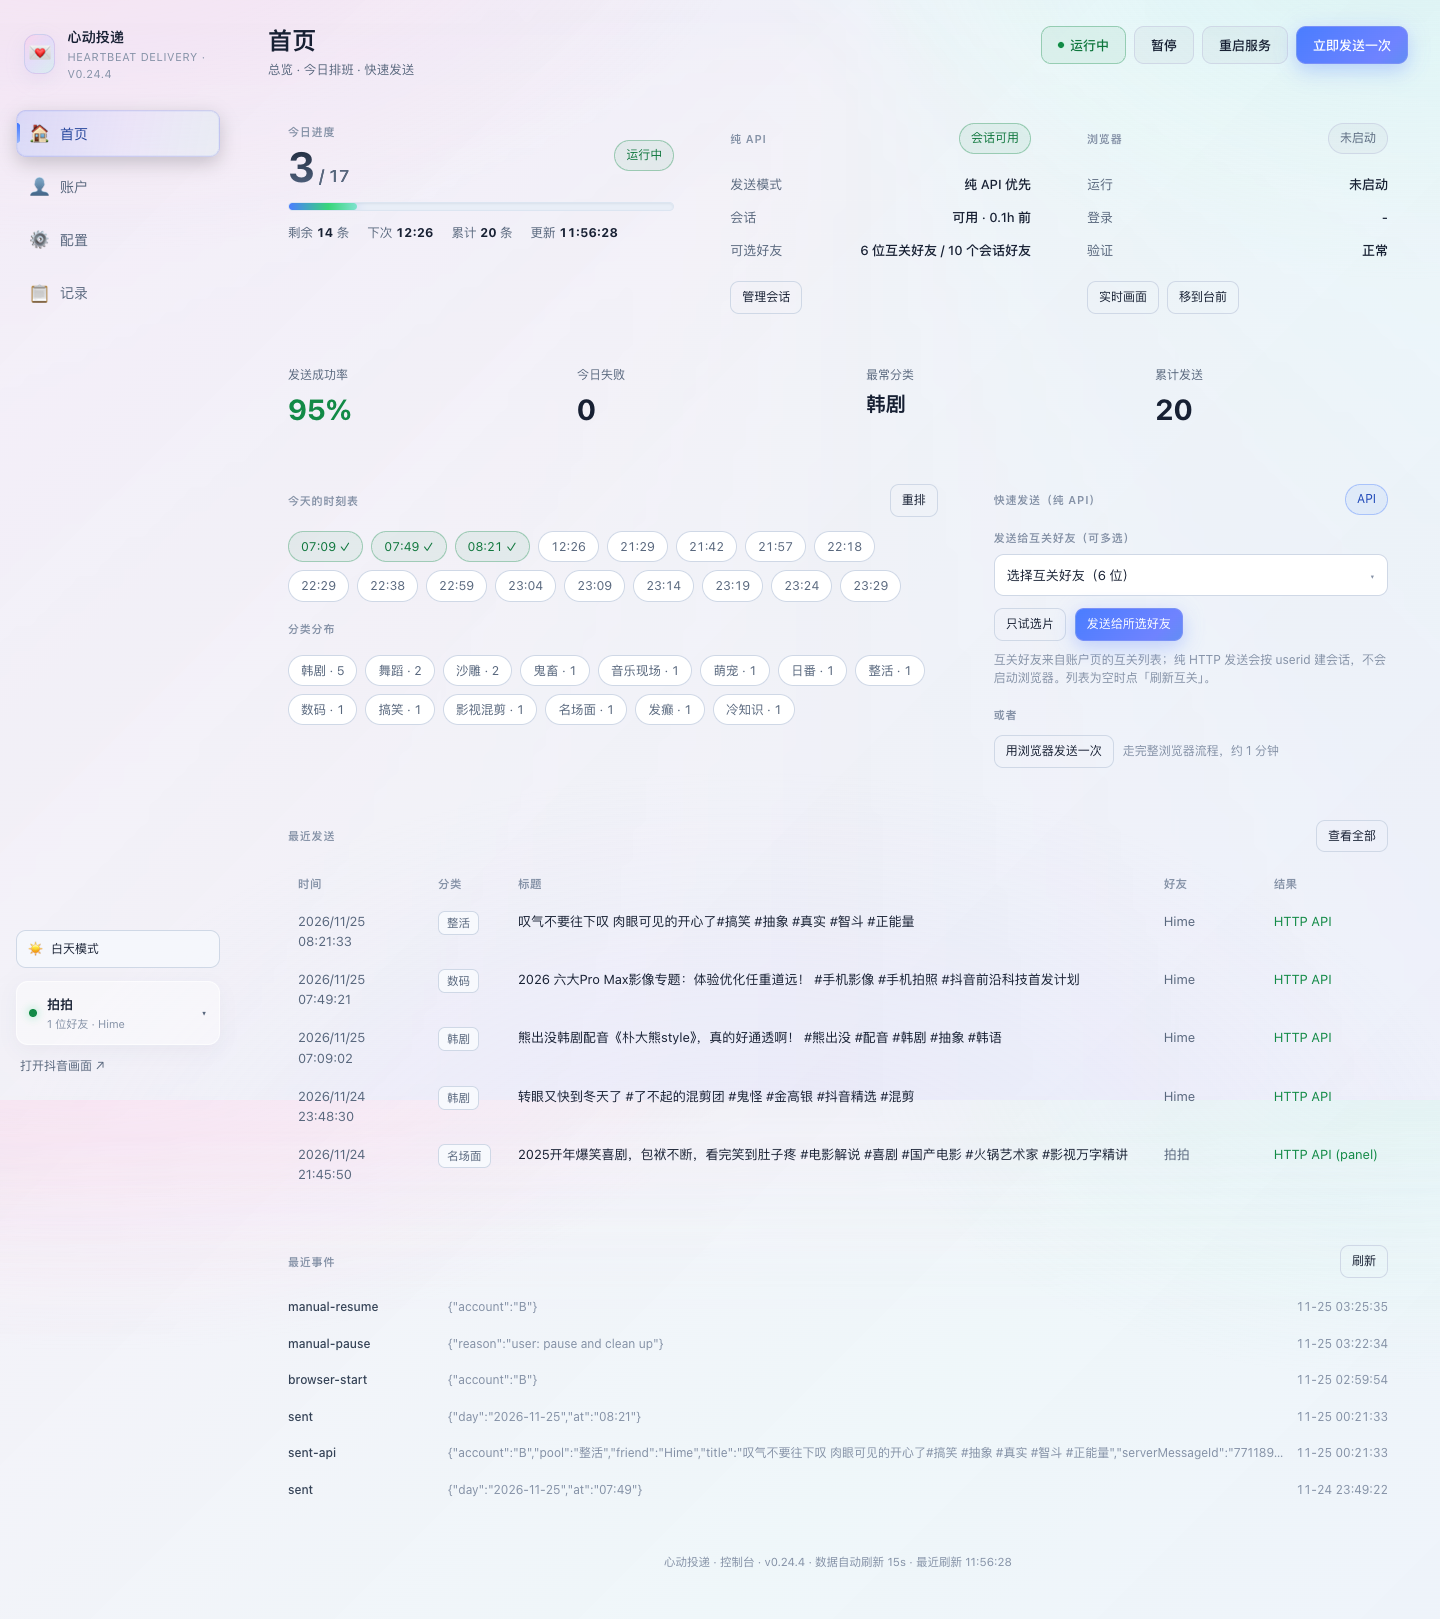 心动投递
HEARTBEAT DELIVERY ·
V0.24.4
首页
账户
配置
记录
白天模式
拍拍
1 位好友 · Hime
打开抖音画面 ↗
首页
总览 · 今日排班 · 快速发送
运行中
暂停
重启服务
立即发送一次
今日进度
3 / 17
运行中
剩余 14 条 下次 12:26 累计 20 条 更新 11:56:28
纯 API
会话可用
发送模式 纯 API 优先
会话 可用 · 0.1h 前
可选好友 6 位互关好友 / 10 个会话好友
管理会话
浏览器
未启动
运行 未启动
登录 -
验证 正常
实时画面 移到台前
发送成功率
95%
今日失败
0
最常分类
韩剧
累计发送
20
今天的时刻表
重排
07:09 ✓ 07:49 ✓ 08:21 ✓ 12:26 21:29 21:42 21:57 22:18
22:29 22:38 22:59 23:04 23:09 23:14 23:19 23:24 23:29
分类分布
韩剧 · 5 舞蹈 · 2 沙雕 · 2 鬼畜 · 1 音乐现场 · 1 萌宠 · 1 日番 · 1 整活 · 1
数码 · 1 搞笑 · 1 影视混剪 · 1 名场面 · 1 发癫 · 1 冷知识 · 1
快速发送（纯 API）
API
发送给互关好友（可多选）
选择互关好友（6 位）
只试选片 发送给所选好友
互关好友来自账户页的互关列表；纯 HTTP 发送会按 userid 建会话，不会
启动浏览器。列表为空时点「刷新互关」。
或者
用浏览器发送一次 走完整浏览器流程，约 1 分钟
最近发送
查看全部
时间 分类 标题 好友 结果
2026/11/25 整活 叹气不要往下叹 肉眼可见的开心了#搞笑 #抽象 #真实 #智斗 #正能量 Hime HTTP API
08:21:33
2026/11/25 数码 2026 六大Pro Max影像专题：体验优化任重道远！ #手机影像 #手机拍照 #抖音前沿科技首发计划 Hime HTTP API
07:49:21
2026/11/25 韩剧 熊出没韩剧配音《朴大熊style》，真的好通透啊！ #熊出没 #配音 #韩剧 #抽象 #韩语 Hime HTTP API
07:09:02
2026/11/24 韩剧 转眼又快到冬天了 #了不起的混剪团 #鬼怪 #金高银 #抖音精选 #混剪 Hime HTTP API
23:48:30
2026/11/24 名场面 2025开年爆笑喜剧，包袱不断，看完笑到肚子疼 #电影解说 #喜剧 #国产电影 #火锅艺术家 #影视万字精讲 拍拍 HTTP API (panel)
21:45:50
最近事件
刷新
manual-resume {"account":"B"} 11-25 03:25:35
manual-pause {"reason":"user: pause and clean up"} 11-25 03:22:34
browser-start {"account":"B"} 11-25 02:59:54
sent {"day":"2026-11-25","at":"08:21"} 11-25 00:21:33
sent-api {"account":"B","pool":"整活","friend":"Hime","title":"叹气不要往下叹 肉眼可见的开心了#搞笑 #抽象 #真实 #智斗 #正能量","serverMessageId":"771189... 11-25 00:21:33
sent {"day":"2026-11-25","at":"07:49"} 11-24 23:49:22
心动投递 · 控制台 · v0.24.4 · 数据自动刷新 15s · 最近刷新 11:56:28